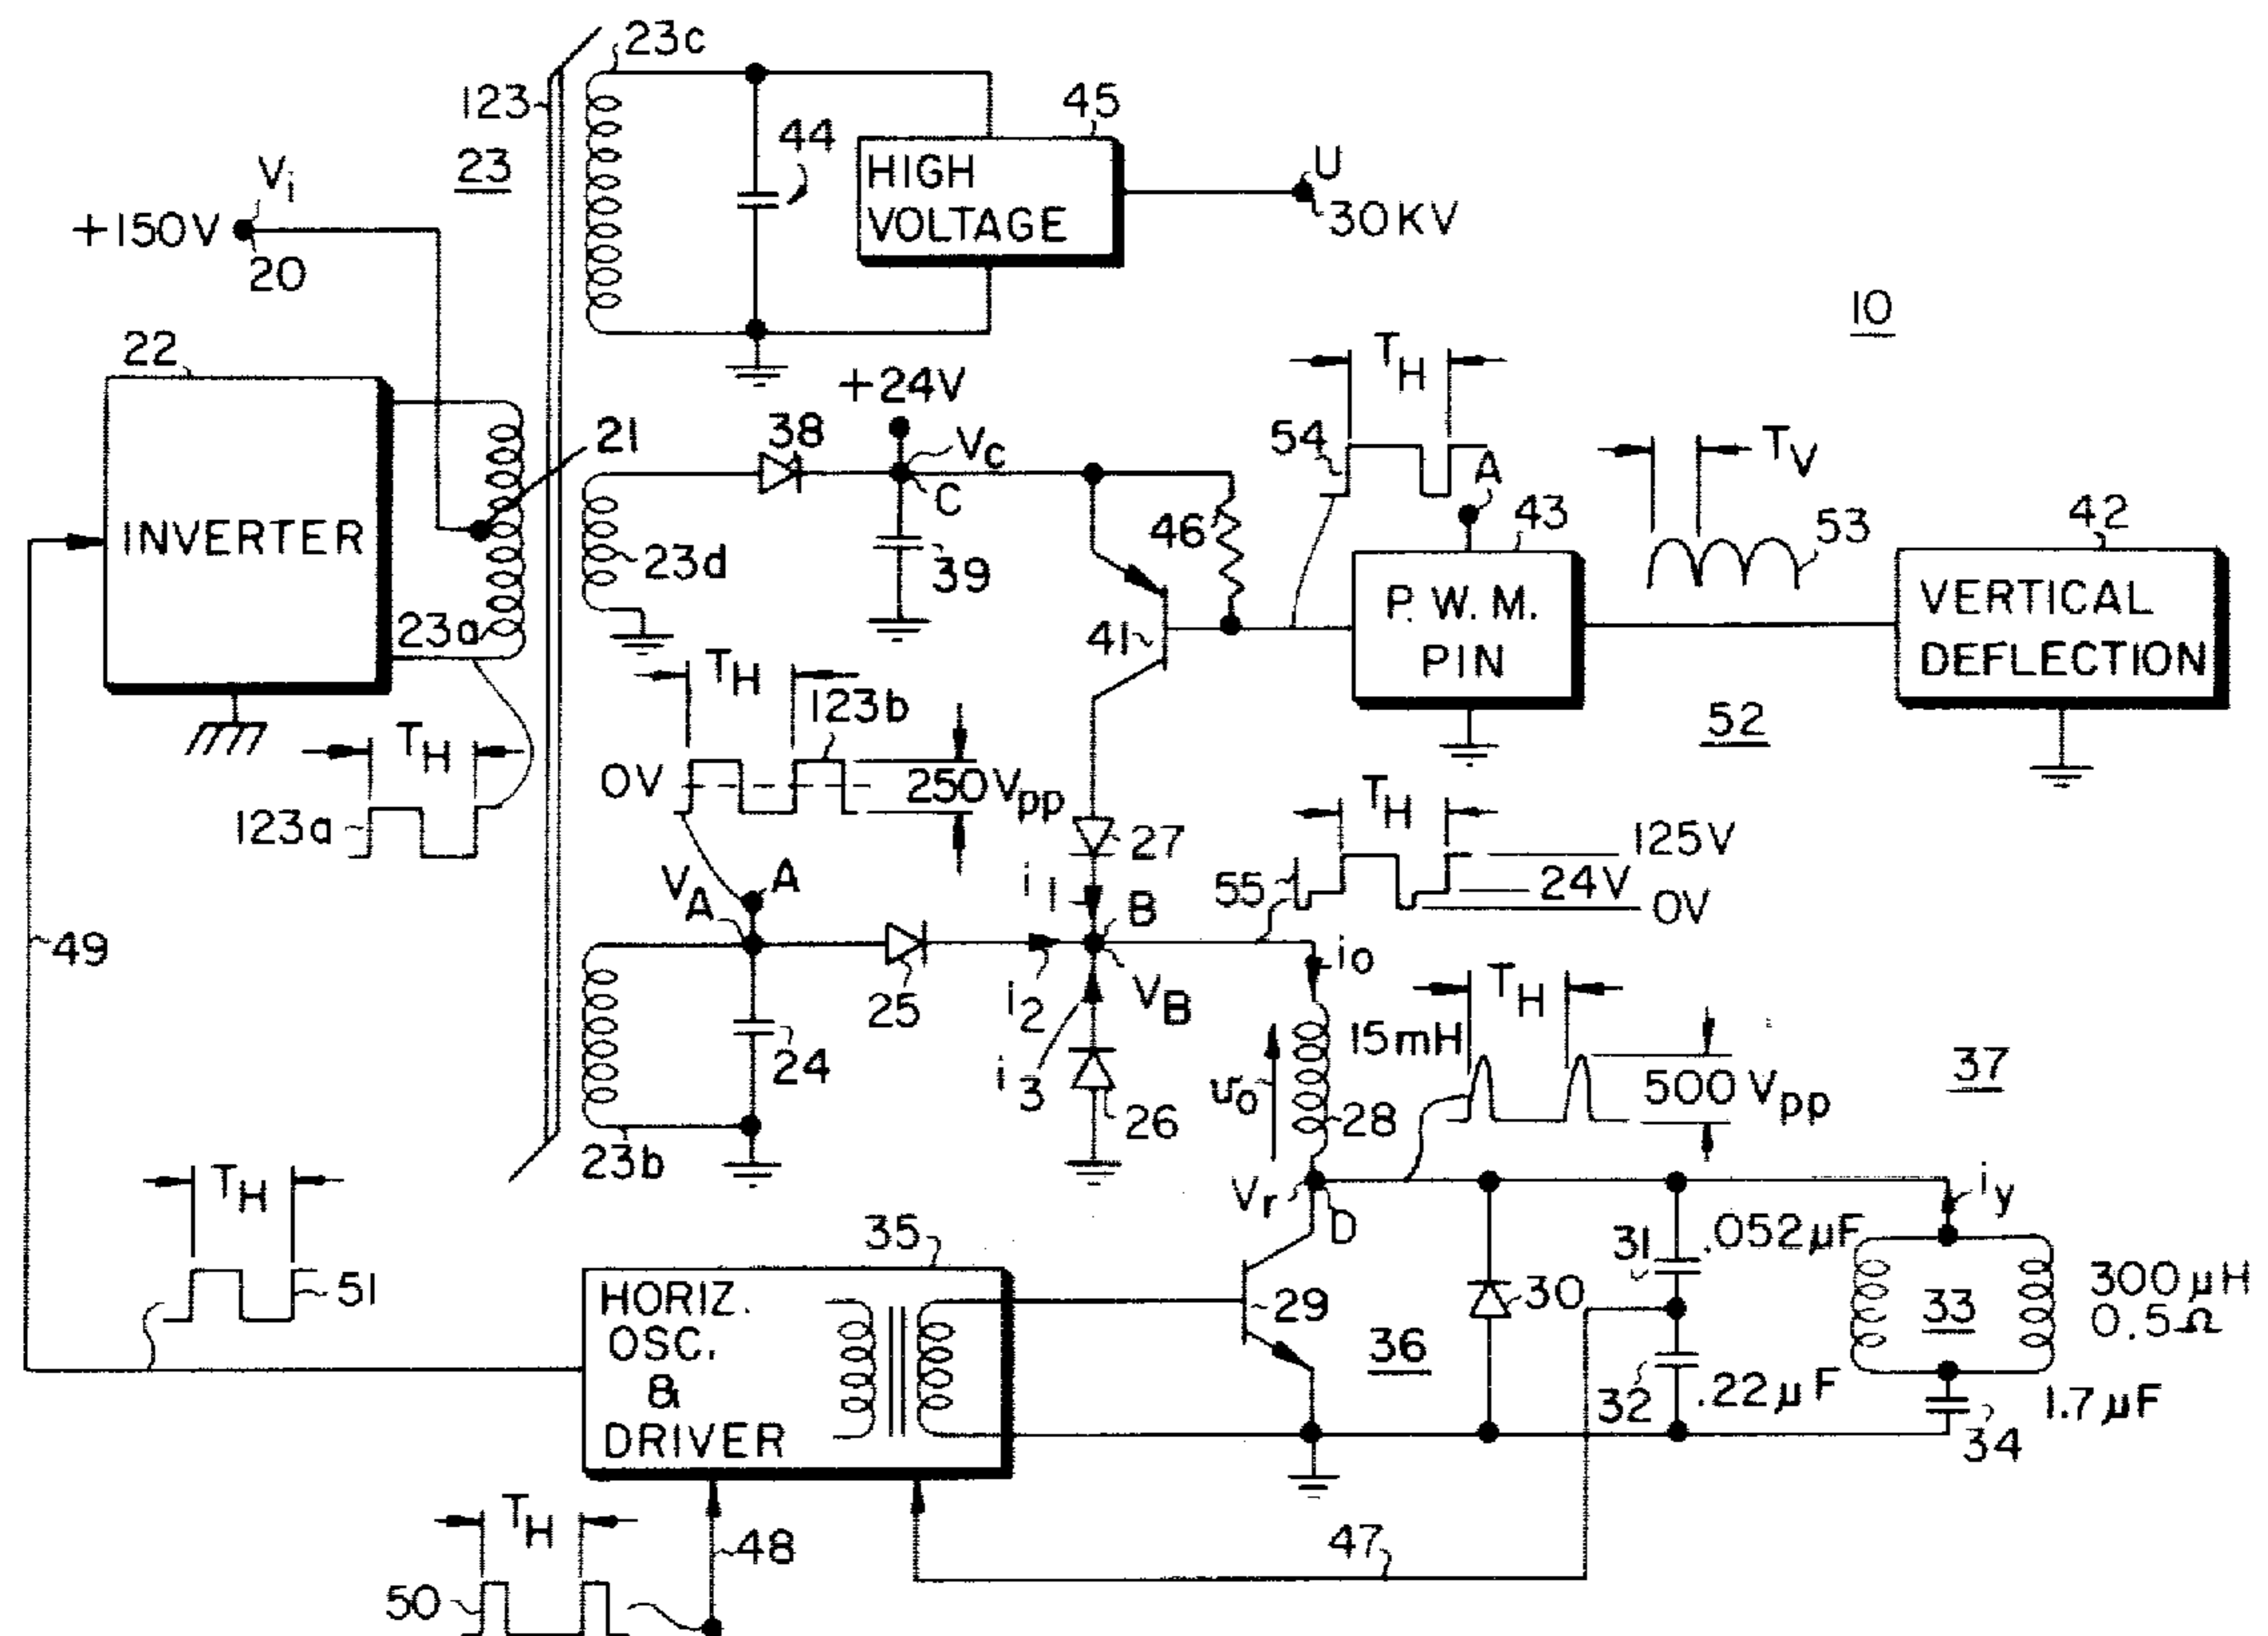 23c
123
23
45
44
HIGH
VOLTAGE
U
30KV
Vi
+150V
20
10
22
INVERTER
21
23a
TH
123a
+24V
38
Vc
C
39
23d
46
41
54
TH
A
43
P.W.M.
PIN
TV
53
42
VERTICAL
DEFLECTION
52
TH
123b
0V
250Vpp
27
i1
VA
A
B
25
i2
VB
24
i3
26
23b
55
TH
125V
24V
0V
io
15mH
vo
28
TH
500 Vpp
37
Vr
D
iy
49
TH
51
35
HORIZ.
OSC.
&
DRIVER
29
36
30
31
.052µF
32
.22µF
33
300µH
0.5Ω
1.7µF
34
47
TH
48
50